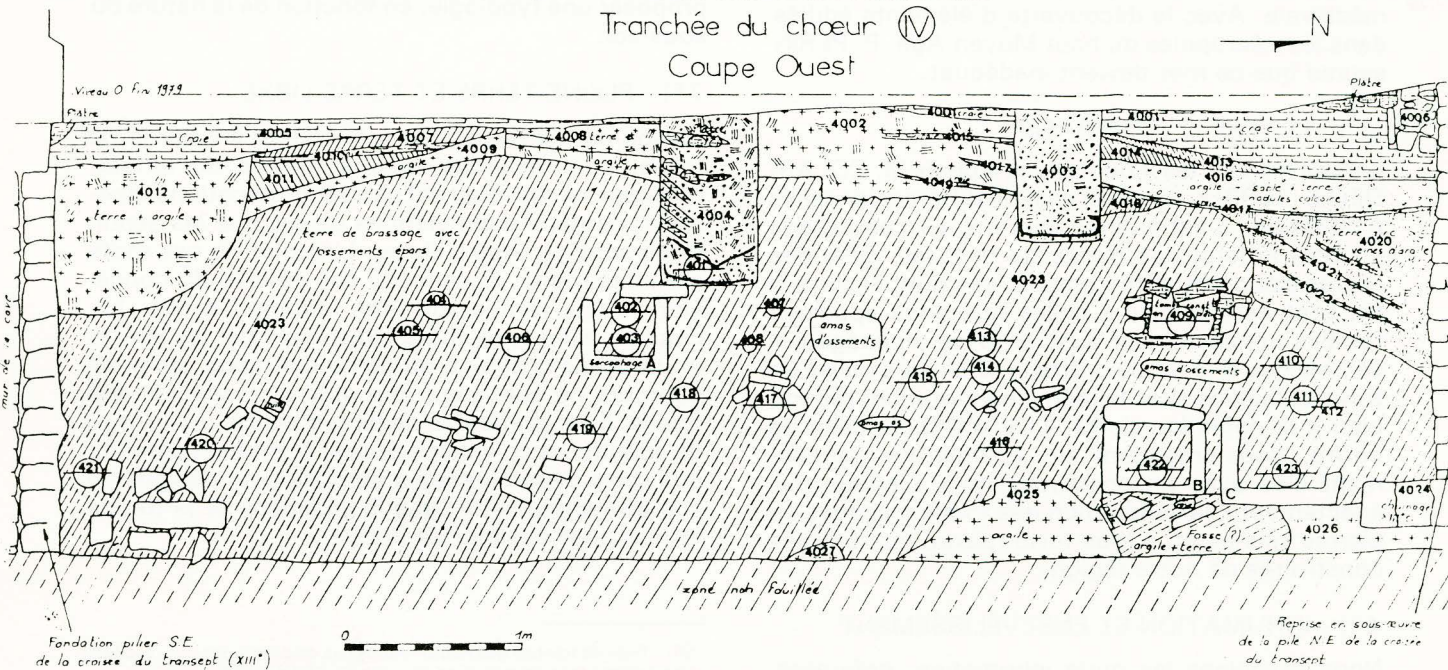 Tranchée du chœur IV
Coupe Ouest
N
Niveau 0 Fin 1979
Plâtre
Plâtre
4005
craie
4007
4008
terre
4010
4009
argile
argile
4011
4012
terre + argile
4004
4002
4001
craie
4015
4017
4019
4003
4001
craie
4006
4014
4013
4016
argile + sable + terre
nodules calcaire
4018
4017
4020
terre
veines d'argile
4021
4022
terre de brassage avec
ossements épars
4023
4023
401
404
405
406
402
403
sarcophage A
407
408
amas
d'ossements
413
414
415
409
amas d'ossements
410
411
412
418
417
419
amas os
416
420
421
422
B
C
423
4024
chaînage
4025
argile
Fosse (?)
argile + terre
4026
4027
zone non fouillée
mur de la cave
Fondation pilier S.E.
de la croisée du transept (XIII°)
0
1m
Reprise en sous-œuvre
de la pile N.E. de la croisée
du transept